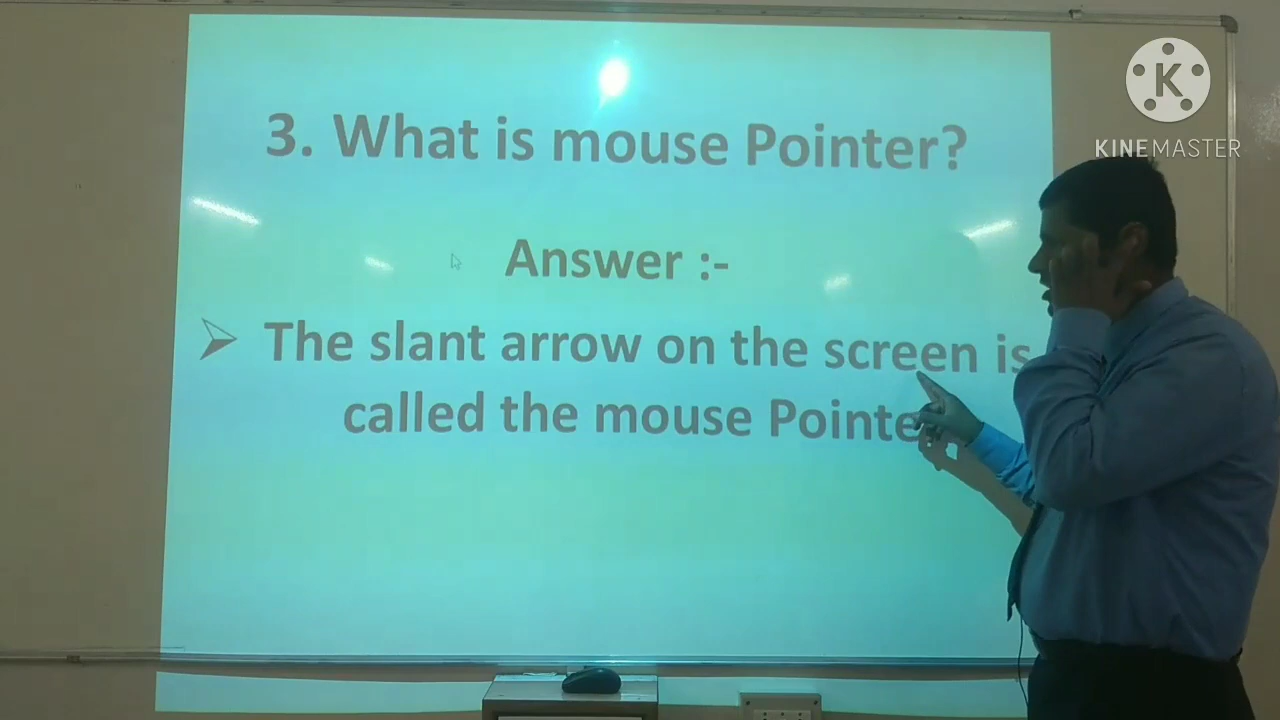 3. What is mouse Pointer?
Answer :-
The slant arrow on the screen is
called the mouse Pointe
K
KINEMASTER